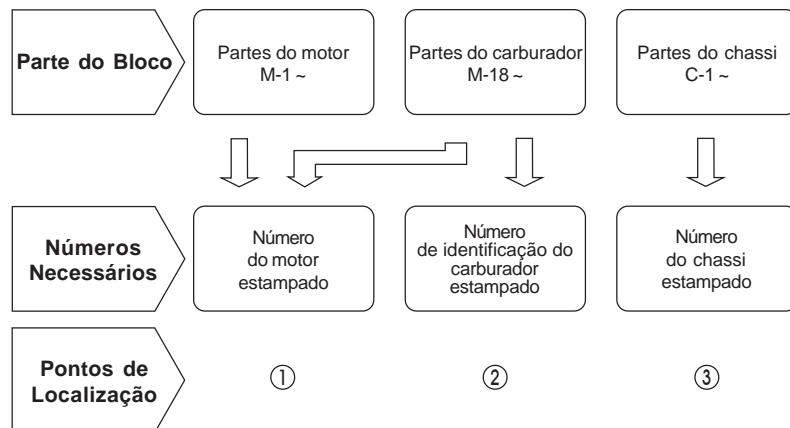 Parte do Bloco
Partes do motor
M-1 ~
Partes do carburador
M-18 ~
Partes do chassi
C-1 ~
Números
Necessários
Número
do motor
estampado
Número
de identificação do
carburador
estampado
Número
do chassi
estampado
Pontos de
Localização
①
②
③